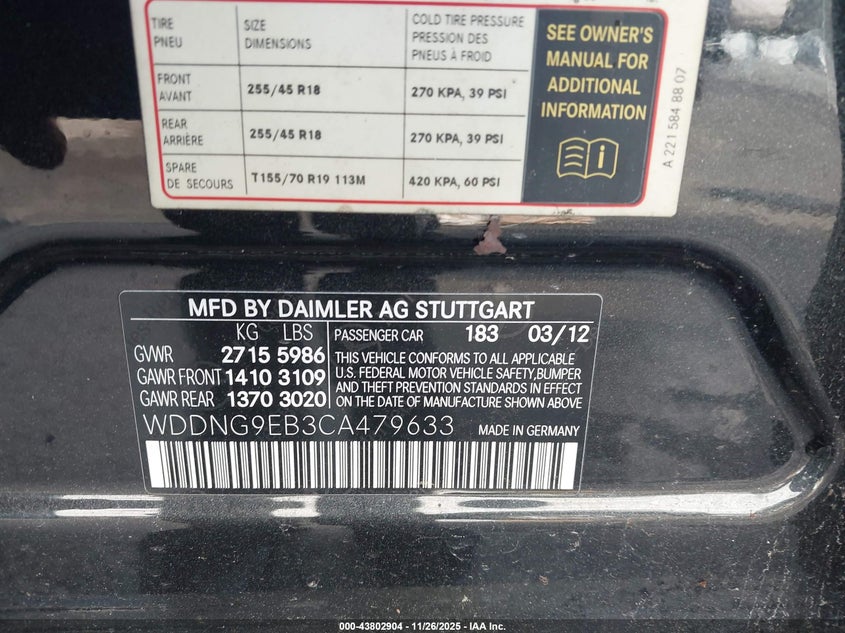 TIRE PNEU SIZE DIMENSIONS COLD TIRE PRESSURE PRESSION DES PNEUS À FROID
FRONT AVANT 255/45 R18 270 KPA, 39 PSI
REAR ARRIÈRE 255/45 R18 270 KPA, 39 PSI
SPARE DE SECOURS T155/70 R19 113M 420 KPA, 60 PSI
SEE OWNER'S
MANUAL FOR
ADDITIONAL
INFORMATION
A 221 584 88 07
MFD BY DAIMLER AG STUTTGART
KG LBS
GVWR 2715 5986
GAWR FRONT 1410 3109
GAWR REAR 1370 3020
PASSENGER CAR 183 03/12
THIS VEHICLE CONFORMS TO ALL APPLICABLE
U.S. FEDERAL MOTOR VEHICLE SAFETY,BUMPER
AND THEFT PREVENTION STANDARDS IN EFFECT
ON THE DATE OF MANUFACTURE SHOWN ABOVE
WDDNG9EB3CA479633 MADE IN GERMANY
000-43802904 - 11/26/2025 - IAA Inc.